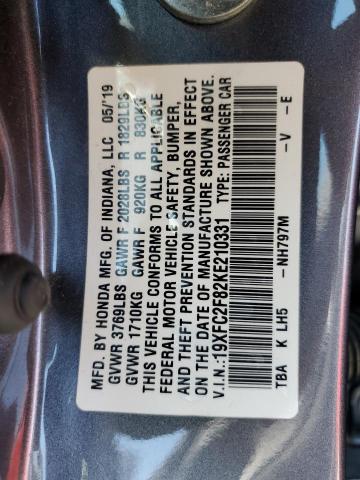 MFD. BY HONDA MFG. OF INDIANA, LLC 05/'19
GVWR 3769LBS GAWR F 2028LBS R 1829LBS
GVWR 1710KG GAWR F 920KG R 830KG
THIS VEHICLE CONFORMS TO ALL APPLICABLE
FEDERAL MOTOR VEHICLE SAFETY, BUMPER,
AND THEFT PREVENTION STANDARDS IN EFFECT
ON THE DATE OF MANUFACTURE SHOWN ABOVE.
V.I.N.: 19XFC2F82KE210331 TYPE: PASSENGER CAR
TBA K LH5 -NH797M -V -E